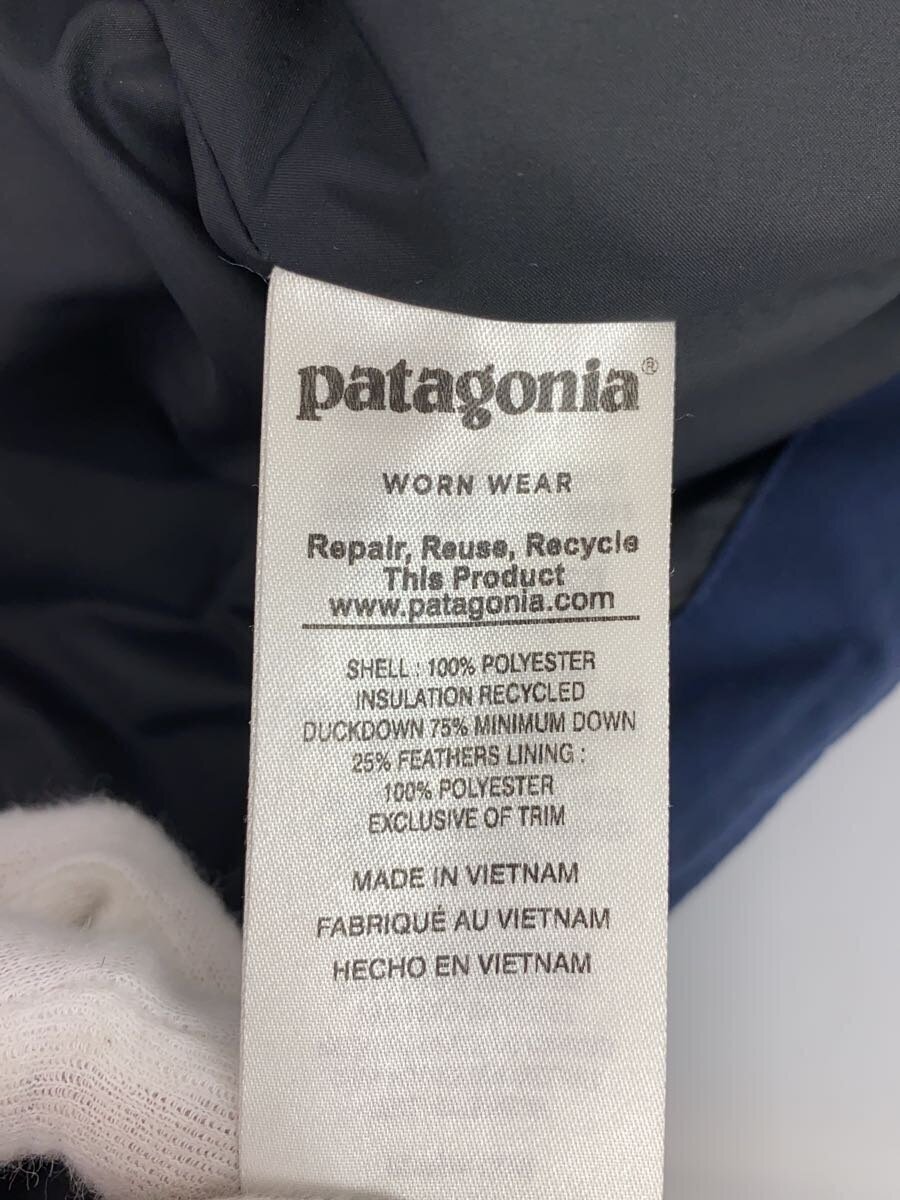 patagonia®
WORN WEAR
Repair, Reuse, Recycle
This Product
www.patagonia.com
SHELL : 100% POLYESTER
INSULATION RECYCLED
DUCKDOWN 75% MINIMUM DOWN
25% FEATHERS LINING :
100% POLYESTER
EXCLUSIVE OF TRIM
MADE IN VIETNAM
FABRIQUÉ AU VIETNAM
HECHO EN VIETNAM